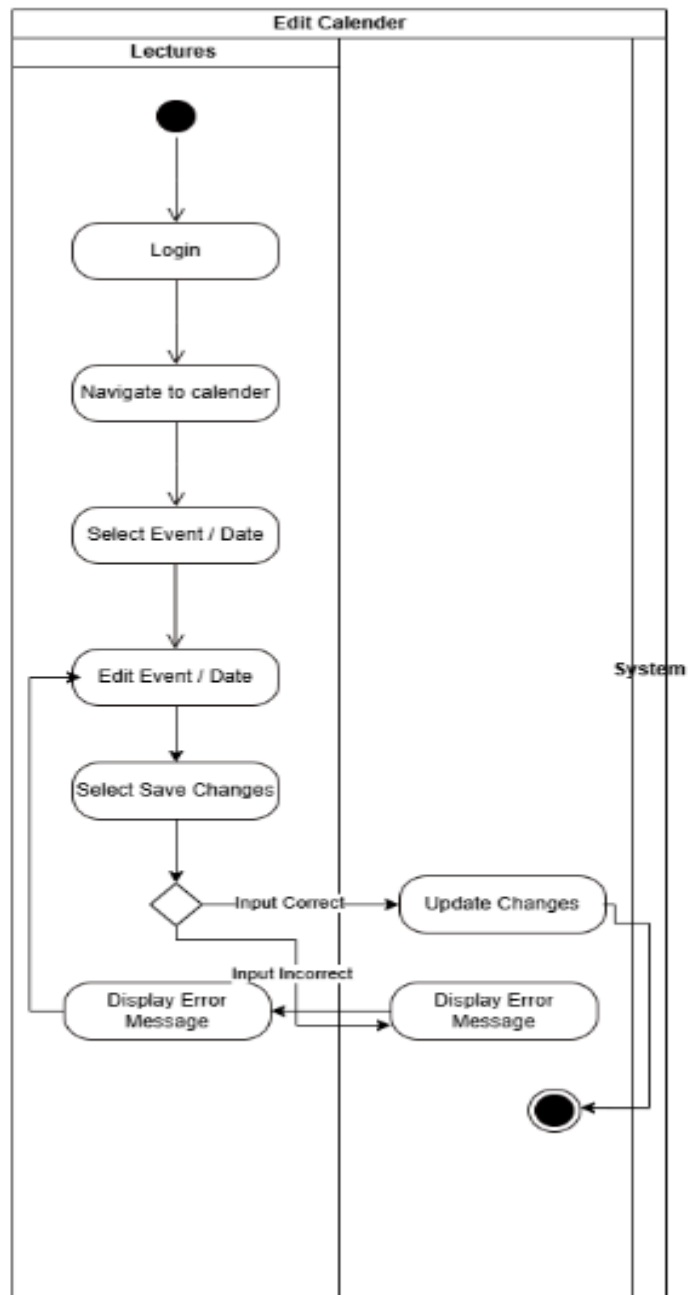 Edit Calender
Lectures
Login
Navigate to calender
Select Event / Date
Edit Event / Date
System
Select Save Changes
Input Correct
Update Changes
Input Incorrect
Display Error
Message
Display Error
Message